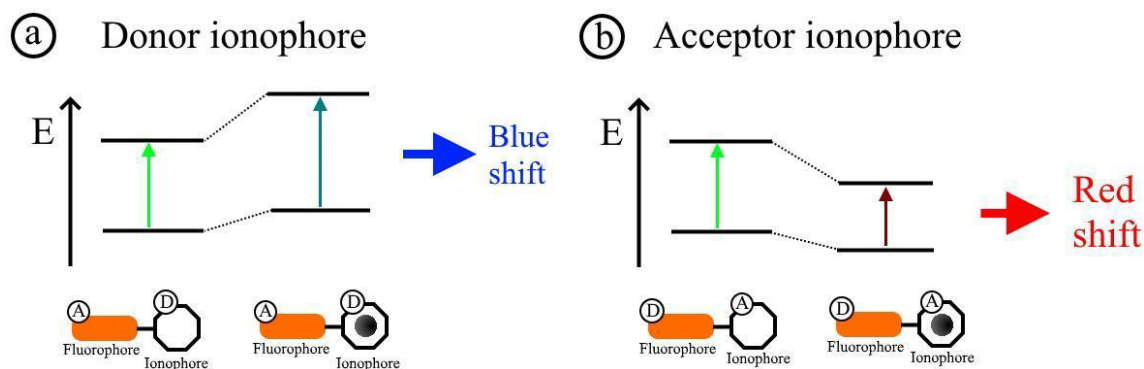 a Donor ionophore
E
Blue
shift
A D A D
Fluorophore Ionophore Fluorophore Ionophore
b Acceptor ionophore
E
Red
shift
D A D A
Fluorophore Ionophore Fluorophore Ionophore